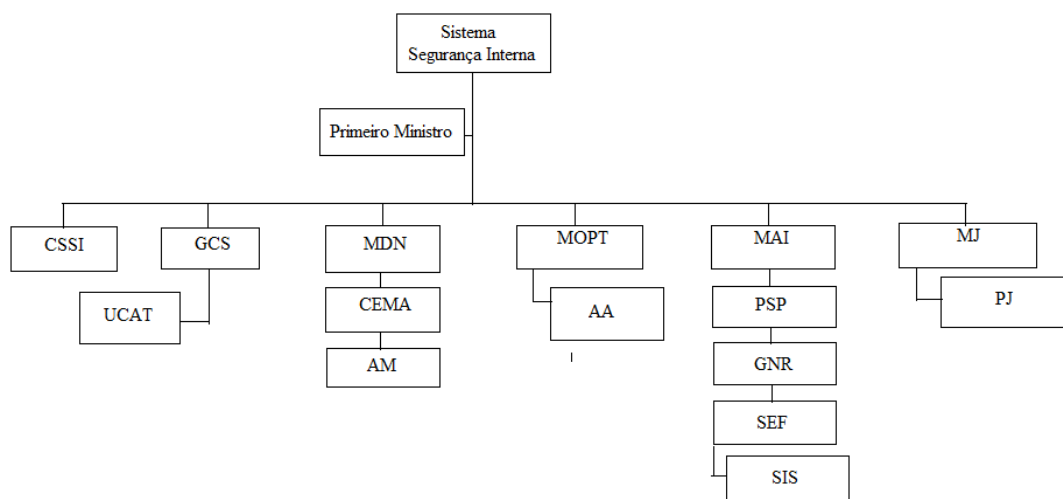 Sistema
Segurança Interna
Primeiro Ministro
CSSI
GCS
MDN
MOPT
MAI
MJ
UCAT
CEMA
AA
PSP
PJ
AM
GNR
SEF
SIS